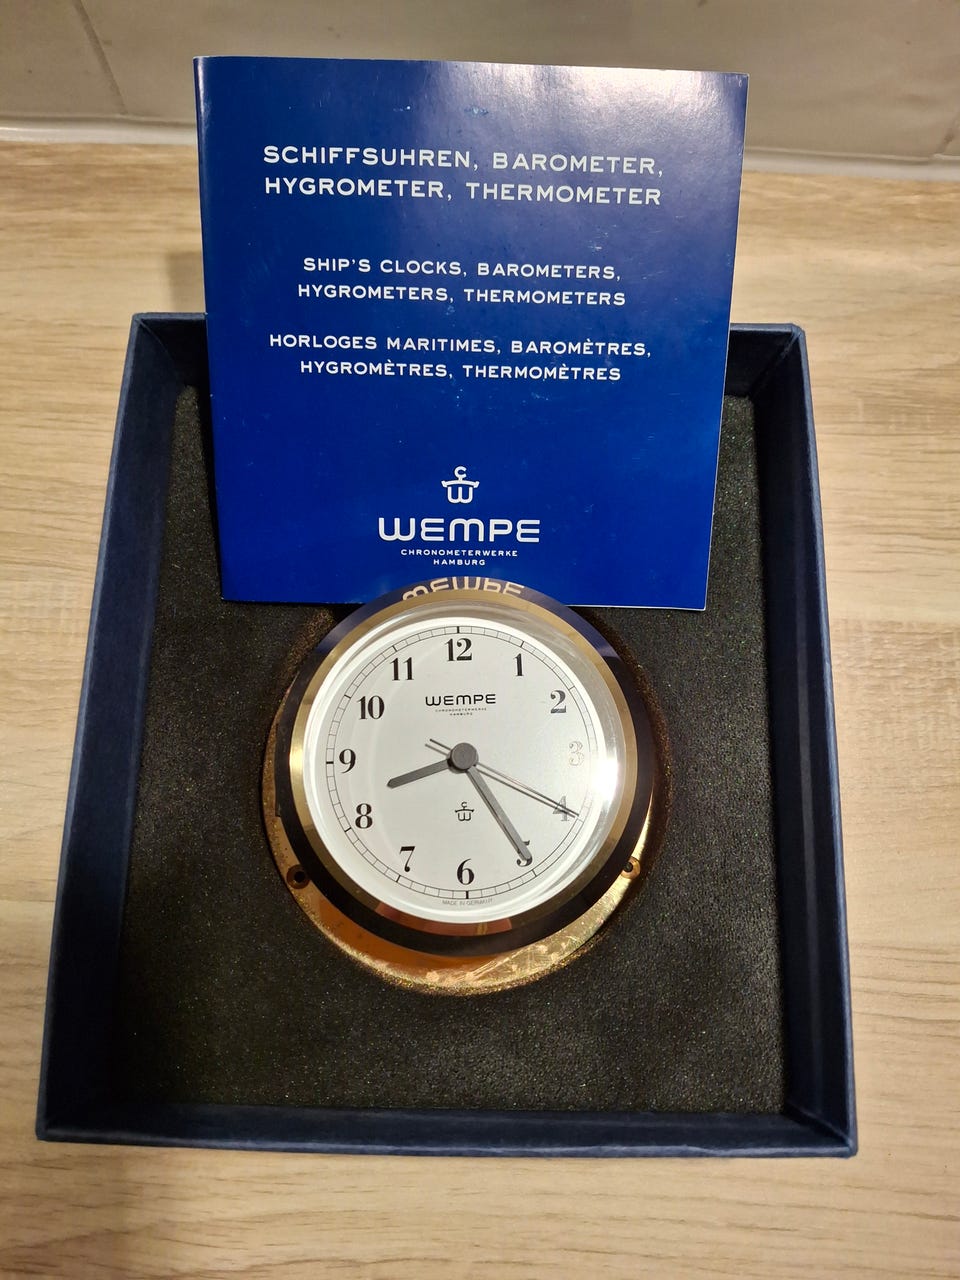 SCHIFFSUHREN, BAROMETER,
HYGROMETER, THERMOMETER
SHIP'S CLOCKS, BAROMETERS,
HYGROMETERS, THERMOMETERS
HORLOGES MARITIMES, BAROMÈTRES,
HYGROMÈTRES, THERMOMÈTRES
C
W
WEMPE
CHRONOMETERWERKE
HAMBURG
WEMPE
12
11
1
10
2
WEMPE
CHRONOMETERWERKE
HAMBURG
9
3
8
C
W
4
7
5
6
MADE IN GERMANY